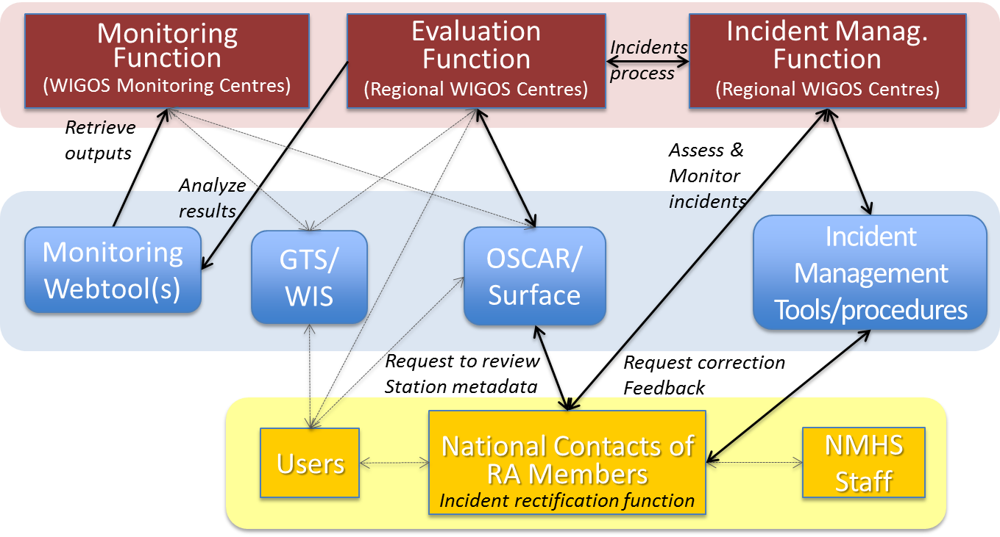 Monitoring
Function
(WIGOS Monitoring Centres)
Evaluation
Function
(Regional WIGOS Centres)
Incidents
process
Incident Manag.
Function
(Regional WIGOS Centres)
Retrieve
outputs
Analyze
results
Assess &
Monitor
incidents
Monitoring
Webtool(s)
GTS/
WIS
OSCAR/
Surface
Incident
Management
Tools/procedures
Request to review
Station metadata
Request correction
Feedback
Users
National Contacts of
RA Members
Incident rectification function
NMHS
Staff